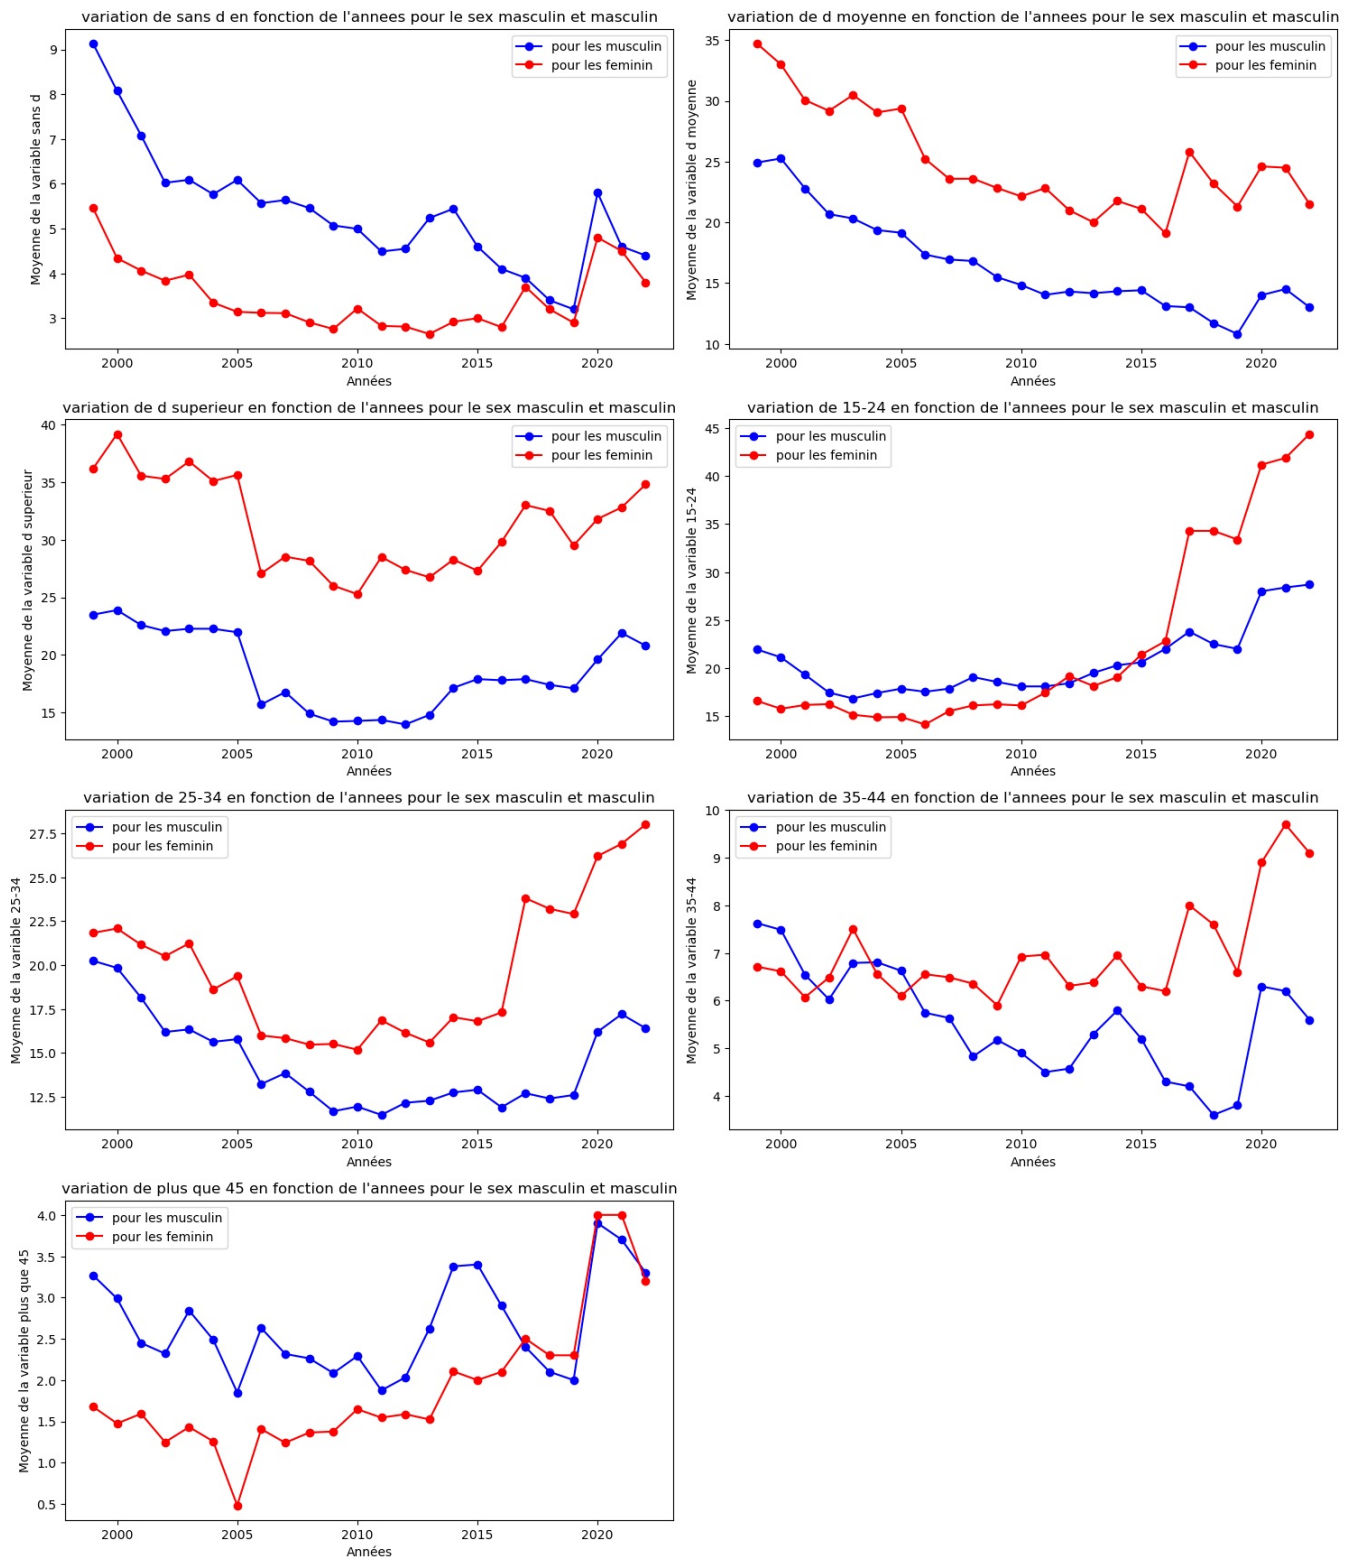 variation de sans d en fonction de l'annees pour le sex masculin et masculin
Moyenne de la variable sans d
9
8
7
6
5
4
3
pour les musculin
pour les feminin
2000 2005 2010 2015 2020
Années
variation de d moyenne en fonction de l'annees pour le sex masculin et masculin
Moyenne de la variable d moyenne
35
30
25
20
15
10
pour les musculin
pour les feminin
2000 2005 2010 2015 2020
Années
variation de d superieur en fonction de l'annees pour le sex masculin et masculin
Moyenne de la variable d superieur
40
35
30
25
20
15
pour les musculin
pour les feminin
2000 2005 2010 2015 2020
Années
variation de 15-24 en fonction de l'annees pour le sex masculin et masculin
Moyenne de la variable 15-24
45
40
35
30
25
20
15
pour les musculin
pour les feminin
2000 2005 2010 2015 2020
Années
variation de 25-34 en fonction de l'annees pour le sex masculin et masculin
Moyenne de la variable 25-34
27.5
25.0
22.5
20.0
17.5
15.0
12.5
pour les musculin
pour les feminin
2000 2005 2010 2015 2020
Années
variation de 35-44 en fonction de l'annees pour le sex masculin et masculin
Moyenne de la variable 35-44
10
9
8
7
6
5
4
pour les musculin
pour les feminin
2000 2005 2010 2015 2020
Années
variation de plus que 45 en fonction de l'annees pour le sex masculin et masculin
Moyenne de la variable plus que 45
4.0
3.5
3.0
2.5
2.0
1.5
1.0
0.5
pour les musculin
pour les feminin
2000 2005 2010 2015 2020
Années